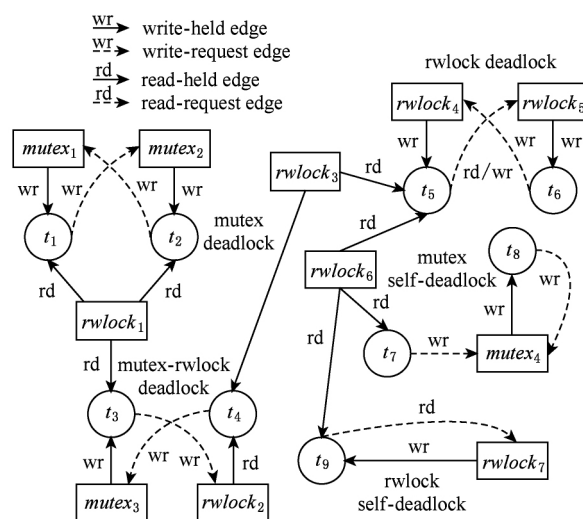 wr write-held edge
wr write-request edge
rd read-held edge
rd read-request edge
rwlock deadlock
rwlock₄ rwlock₅
mutex₁ mutex₂
rwlock₃ rd wr wr
wr wr wr wr
t₅ rd/wr t₆
t₁ t₂ mutex
deadlock
rd
mutex
self-deadlock
t₈
wr
rd rd
rwlock₆
wr
rwlock₁
rd
rd
t₇ wr mutex₄
rd mutex-rwlock
deadlock
t₃ t₄
rd
wr wr wr rd
t₉ wr rwlock₇
mutex₃ rwlock₂
rwlock
self-deadlock